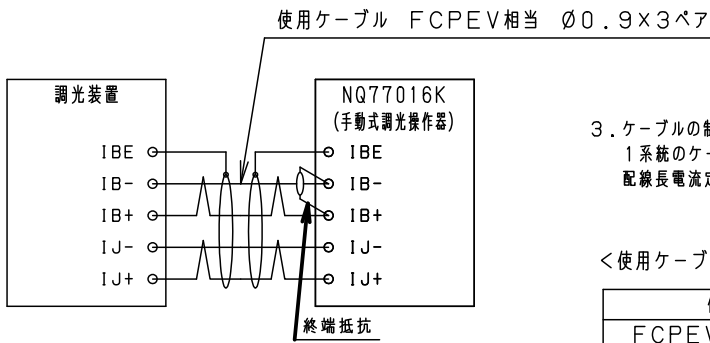 使用ケーブル FCPEV相当 Ø0.9×3ペア
調光装置
IBE
IB-
IB+
IJ-
IJ+
NQ77016K
(手動式調光操作器)
IBE
IB-
IB+
IJ-
IJ+
終端抵抗
3.ケーブルの
1系統のケー
配線長電流
<使用ケーブ
FCPEV